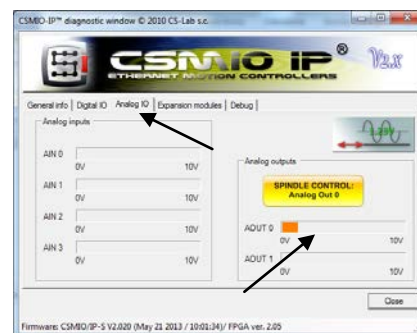 CSMIO-IP™ diagnostic window © 2010 CS-Lab s.c.
CSMIO IP®
V2.X
ETHERNET MOTION CONTROLLERS
General info
Digital IO
Analog IO
Expansion modules
Debug
Analog inputs
AIN 0
0V 10V
AIN 1
0V 10V
AIN 2
0V 10V
AIN 3
0V 10V
1.25V
Analog outputs
SPINDLE CONTROL:
Analog Out 0
AOUT 0
0V 10V
AOUT 1
0V 10V
Close
Firmware: CSMIO/IP-S V2.020 (May 21 2013 / 10:01:34)/ FPGA ver. 2.05